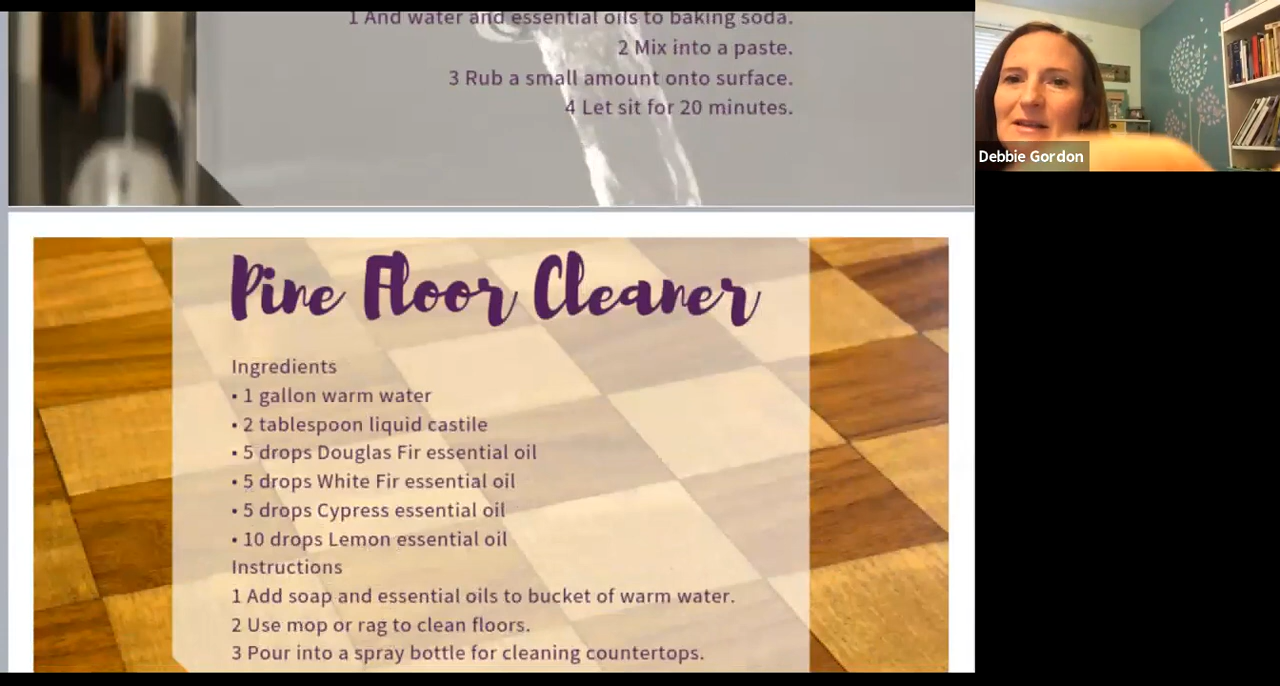 1 And water and essential oils to baking soda.
2 Mix into a paste.
3 Rub a small amount onto surface.
4 Let sit for 20 minutes.
Debbie Gordon
Pine Floor Cleaner
Ingredients
• 1 gallon warm water
• 2 tablespoon liquid castile
• 5 drops Douglas Fir essential oil
• 5 drops White Fir essential oil
• 5 drops Cypress essential oil
• 10 drops Lemon essential oil
Instructions
1 Add soap and essential oils to bucket of warm water.
2 Use mop or rag to clean floors.
3 Pour into a spray bottle for cleaning countertops.